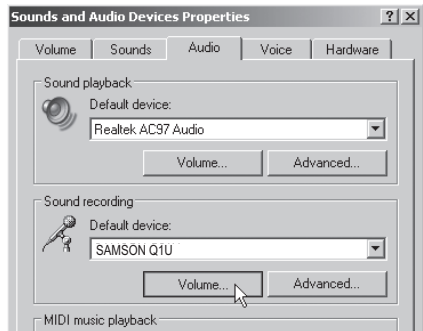 Sounds and Audio Devices Properties
Volume Sounds Audio Voice Hardware
Sound playback
Default device:
Realtek AC97 Audio
Volume... Advanced...
Sound recording
Default device:
SAMSON Q1U
Volume... Advanced...
MIDI music playback